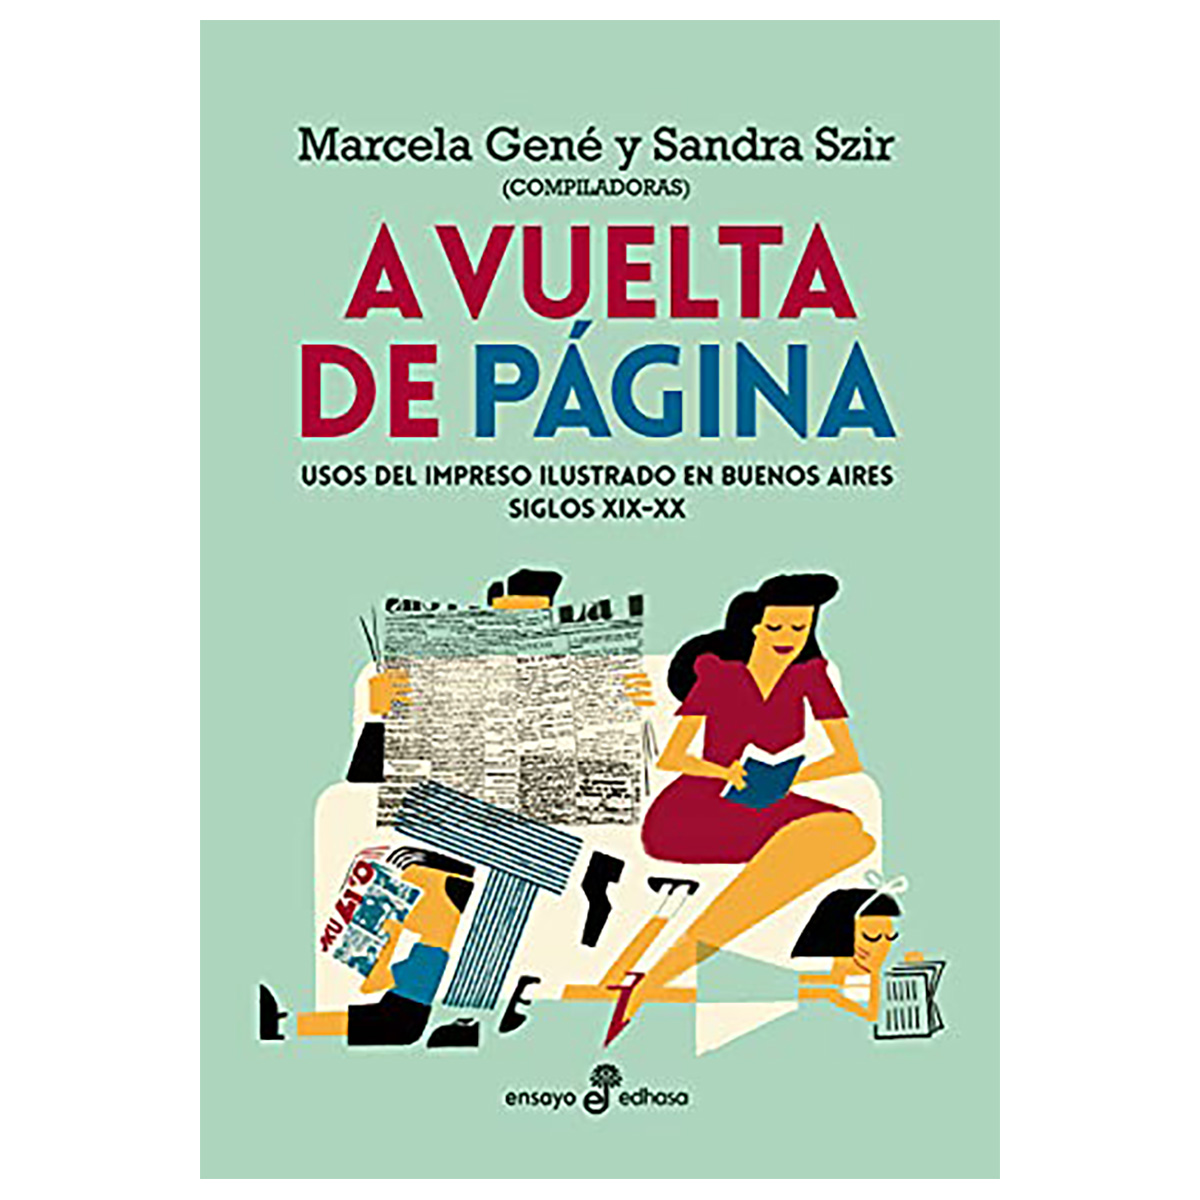 Marcela Gené y Sandra Szir
(COMPILADORAS)
A VUELTA
DE PÁGINA
USOS DEL IMPRESO ILUSTRADO EN BUENOS AIRES
SIGLOS XIX-XX
ensayo edhasa